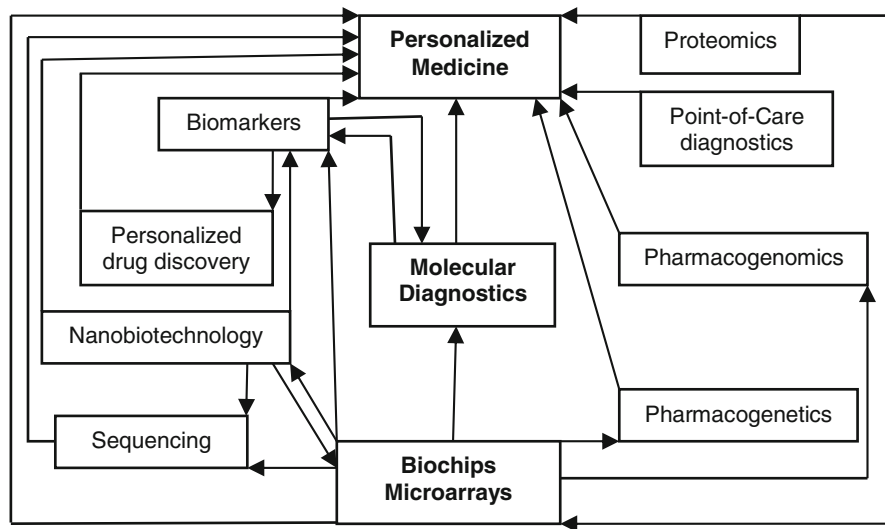 Personalized
Medicine
Proteomics
Biomarkers
Point-of-Care
diagnostics
Personalized
drug discovery
Molecular
Diagnostics
Pharmacogenomics
Nanobiotechnology
Sequencing
Pharmacogenetics
Biochips
Microarrays